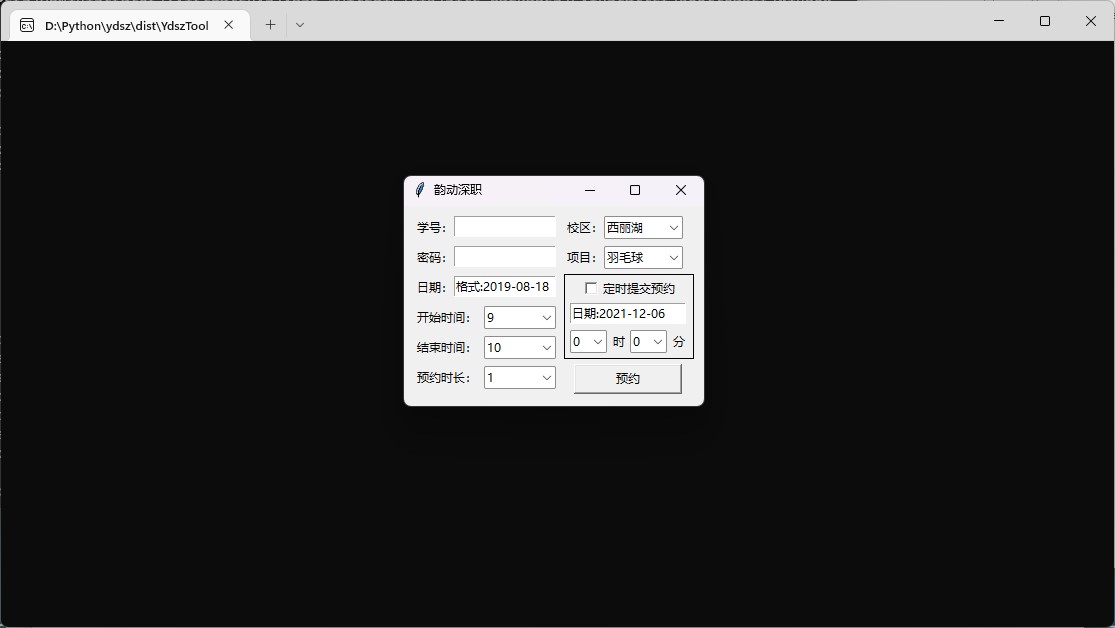 D:\Python\ydsz\dist\YdszTool
韵动深职
学号：
校区： 西丽湖
密码：
项目： 羽毛球
日期： 格式:2019-08-18
定时提交预约
开始时间： 9
日期:2021-12-06
结束时间： 10
0 时 0 分
预约时长： 1
预约